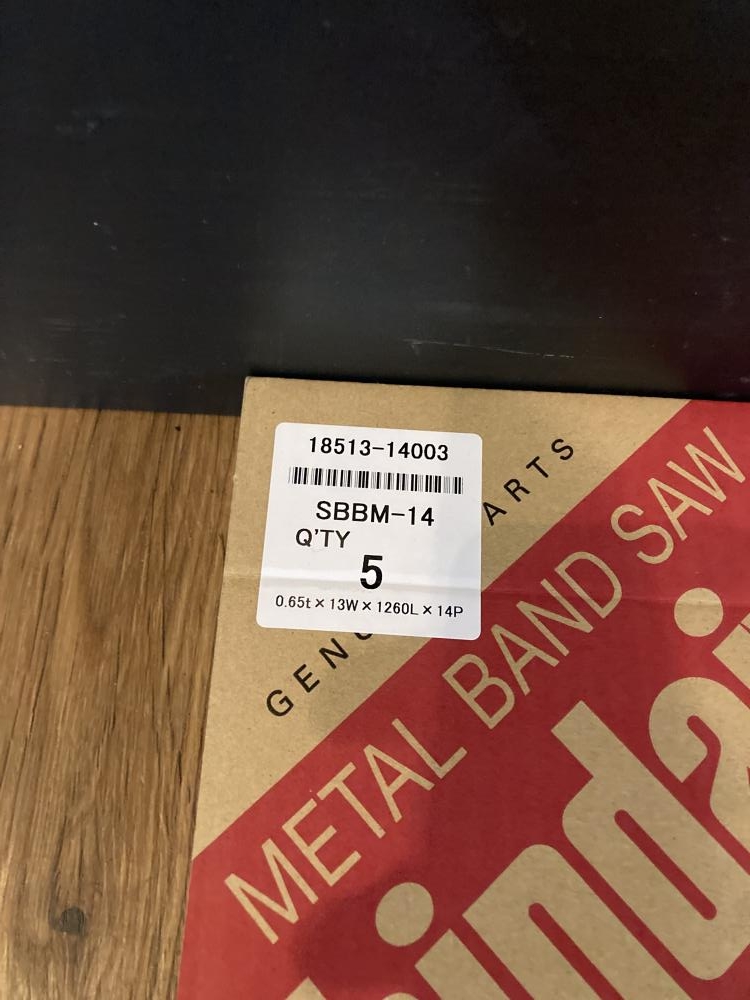 18513-14003
SBBM-14
Q'TY
5
0.65t×13W×1260L×14P
METAL BAND SAW